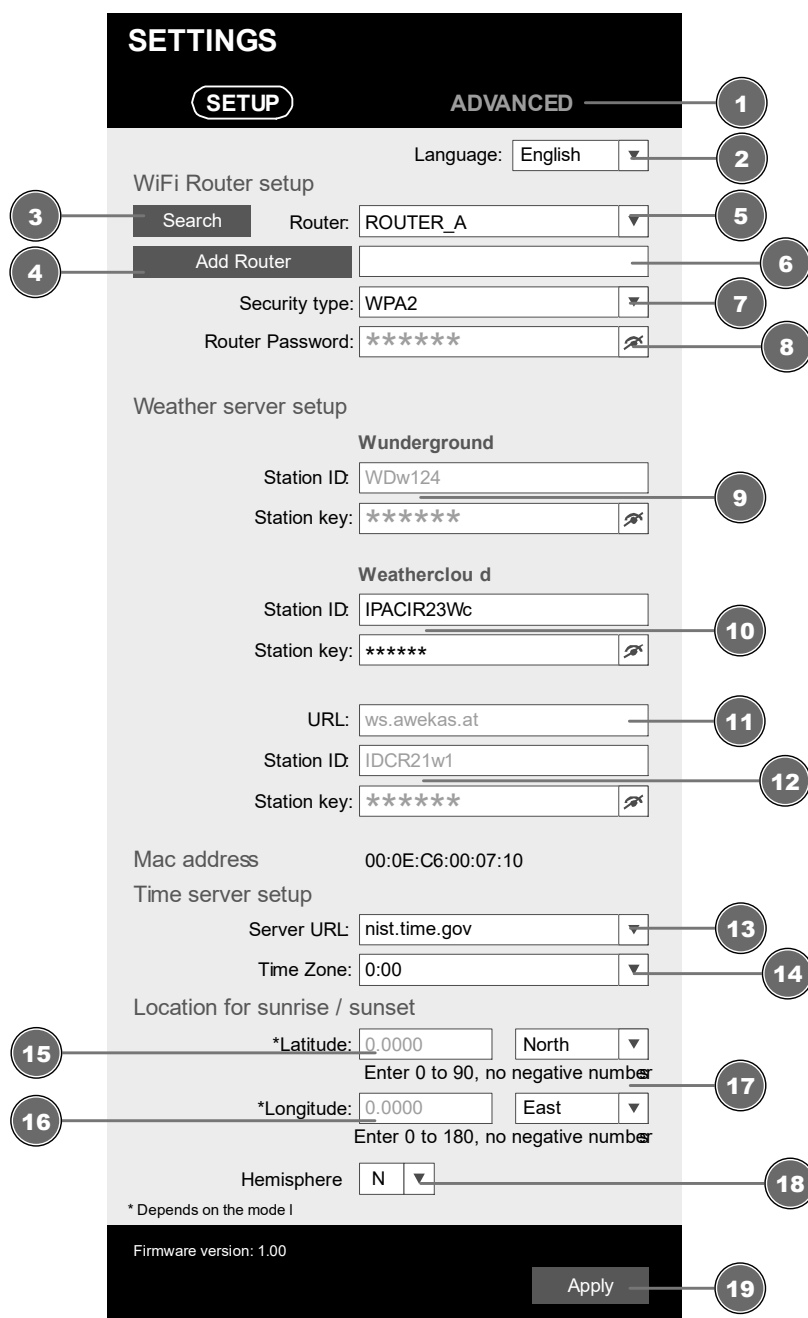 SETTINGS
SETUP ADVANCED 1
Language: English 2
WiFi Router setup
3 Search Router: ROUTER_A 5
4 Add Router 6
Security type: WPA2 7
Router Password: ****** 8
Weather server setup
Wunderground
Station ID: WDw124
9
Station key: ******
Weatherclou d
Station ID: IPACIR23Wc
10
Station key: ******
URL: ws.awekas.at 11
Station ID: IDCR21w1
12
Station key: ******
Mac address 00:0E:C6:00:07:10
Time server setup
Server URL: nist.time.gov 13
Time Zone: 0:00 14
Location for sunrise / sunset
15 *Latitude: 0.0000 North
Enter 0 to 90, no negative numbers
17
16 *Longitude: 0.0000 East
Enter 0 to 180, no negative numbers
Hemisphere N 18
* Depends on the mode l
Firmware version: 1.00
Apply 19